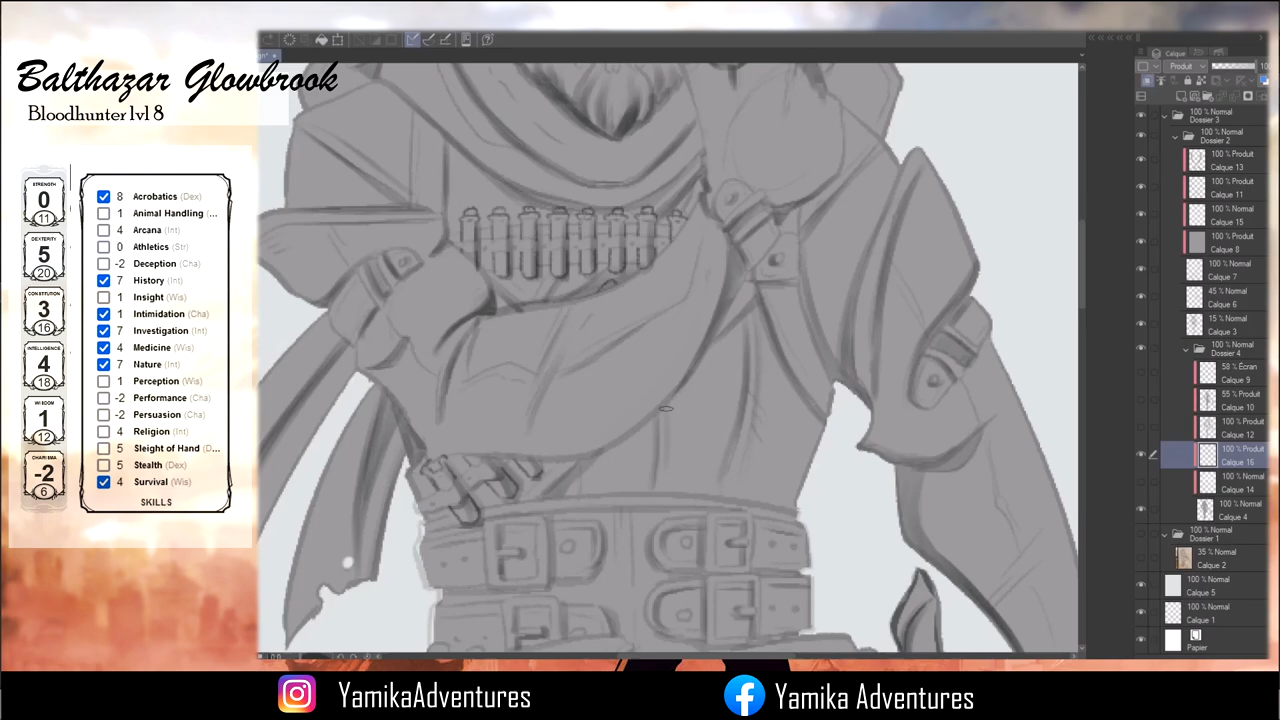 Balthazar Glowbrook
Bloodhunter lvl 8
STRENGTH
0
11
DEXTERITY
5
20
CONSTITUTION
3
16
INTELLIGENCE
4
18
WISDOM
1
12
CHARISMA
-2
6
8 Acrobatics (Dex)
1 Animal Handling (...
4 Arcana (Int)
0 Athletics (Str)
-2 Deception (Cha)
7 History (Int)
1 Insight (Wis)
1 Intimidation (Cha)
7 Investigation (Int)
4 Medicine (Wis)
7 Nature (Int)
1 Perception (Wis)
-2 Performance (Cha)
-2 Persuasion (Cha)
4 Religion (Int)
5 Sleight of Hand (D...
5 Stealth (Dex)
4 Survival (Wis)
SKILLS
Calque
Produit
10
100 % Normal
Dossier 3
100 % Normal
Dossier 2
100 % Produit
Calque 13
100 % Produit
Calque 11
100 % Normal
Calque 15
100 % Produit
Calque 8
100 % Normal
Calque 7
45 % Normal
Calque 6
15 % Normal
Calque 3
100 % Normal
Dossier 4
58 % Écran
Calque 9
55 % Produit
Calque 10
100 % Produit
Calque 12
100 % Produit
Calque 16
100 % Normal
Calque 14
100 % Normal
Calque 4
100 % Normal
Dossier 1
35 % Normal
Calque 2
100 % Normal
Calque 5
100 % Normal
Calque 1
Papier
YamikaAdventures
Yamika Adventures